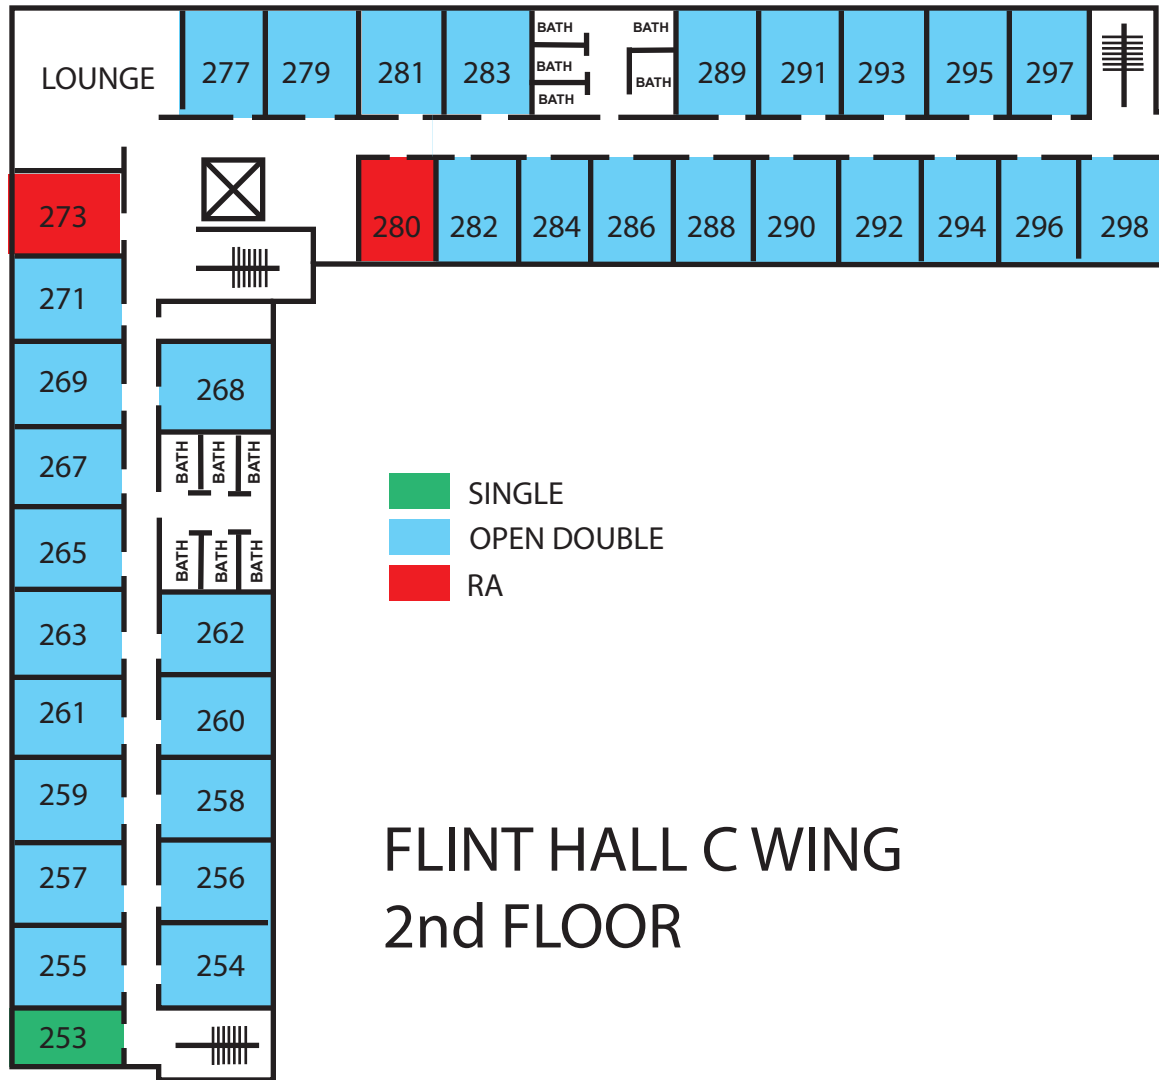 BATH
BATH
LOUNGE
277
279
281
283
BATH
BATH
289
291
293
295
297
BATH
273
280
282
284
286
288
290
292
294
296
298
271
269
268
267
BATH
BATH
BATH
SINGLE
265
BATH
BATH
BATH
OPEN DOUBLE
RA
263
262
261
260
259
258
257
256
FLINT HALL C WING
2nd FLOOR
255
254
253